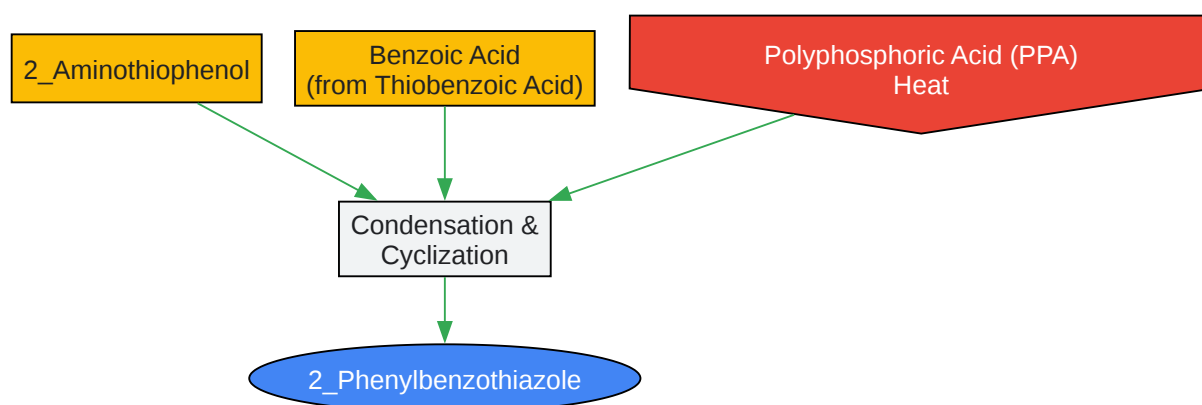 2_Aminothiophenol
Benzoic Acid
(from Thiobenzoic Acid)
Polyphosphoric Acid (PPA)
Heat
Condensation &
Cyclization
2_Phenylbenzothiazole